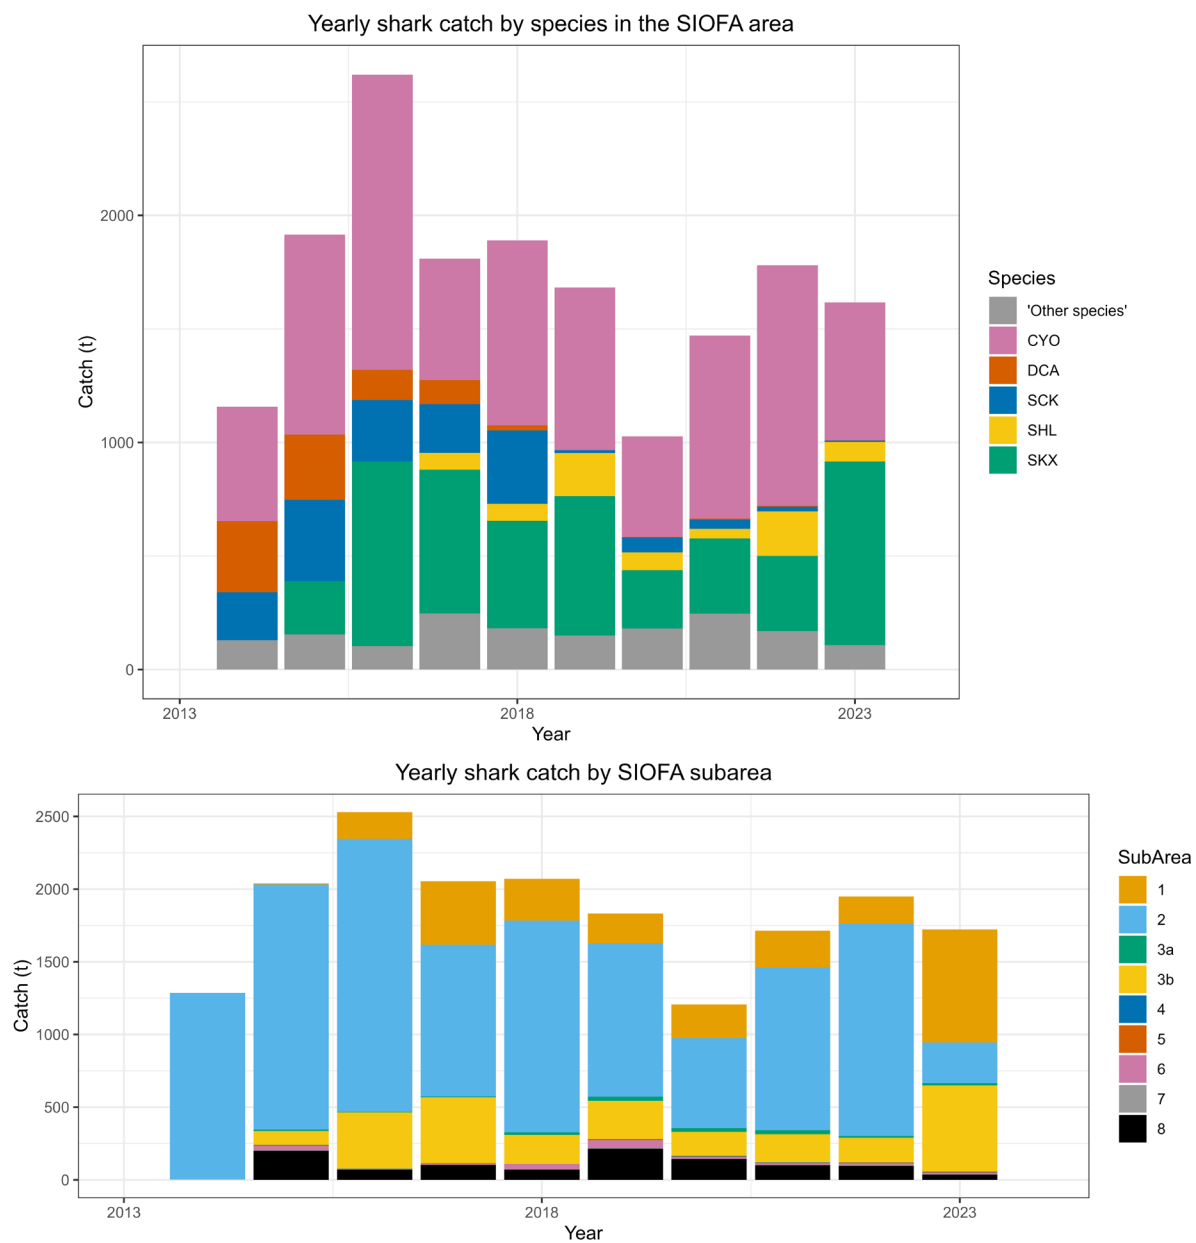 Yearly shark catch by species in the SIOFA area
Catch (t)
2000
1000
0
2013
2018
2023
Year
Species
'Other species'
CYO
DCA
SCK
SHL
SKX
Yearly shark catch by SIOFA subarea
Catch (t)
2500
2000
1500
1000
500
0
2013
2018
2023
Year
SubArea
1
2
3a
3b
4
5
6
7
8